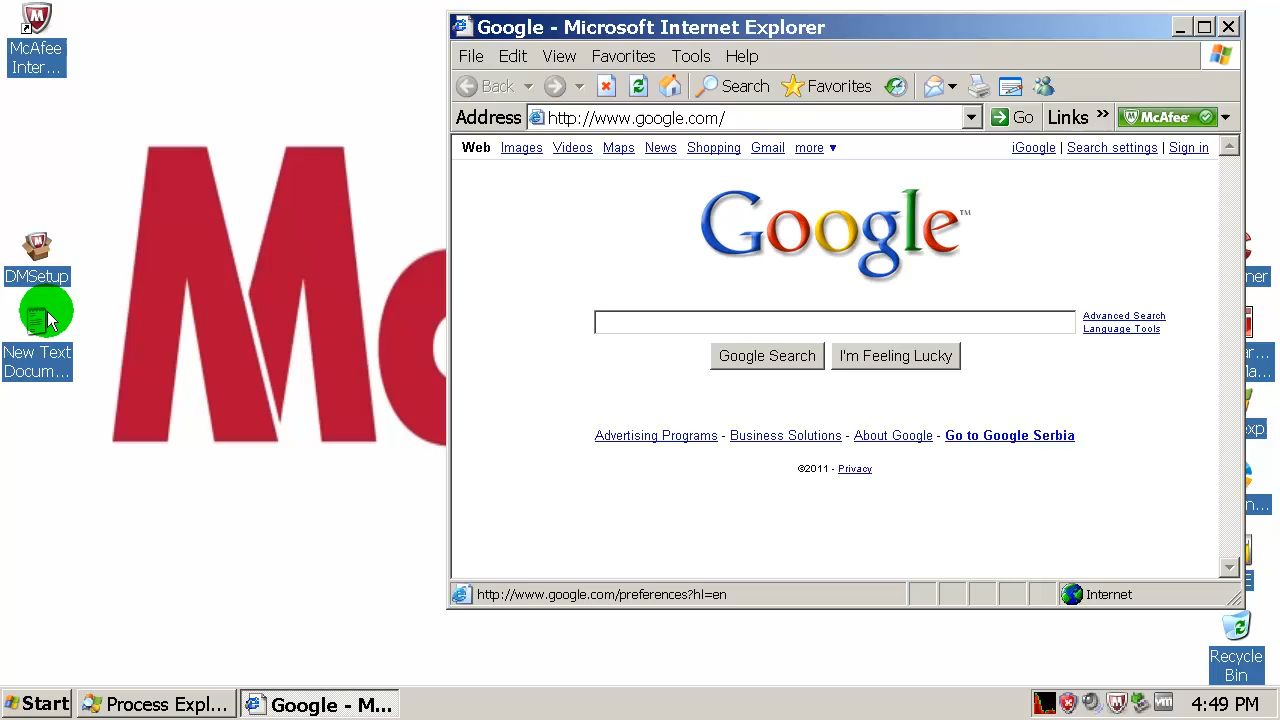 McAfee
Inter...
DMSetup
New Text
Docum...
Google - Microsoft Internet Explorer
File Edit View Favorites Tools Help
Back Search Favorites
Address http://www.google.com/ Go Links » McAfee
Web Images Videos Maps News Shopping Gmail more ▼ iGoogle | Search settings | Sign in
Google™
Advanced Search
Language Tools
Google Search I'm Feeling Lucky
Advertising Programs - Business Solutions - About Google - Go to Google Serbia
©2011 - Privacy
http://www.google.com/preferences?hl=en Internet
Recycle
Bin
Start Process Expl... Google - M... vm 4:49 PM